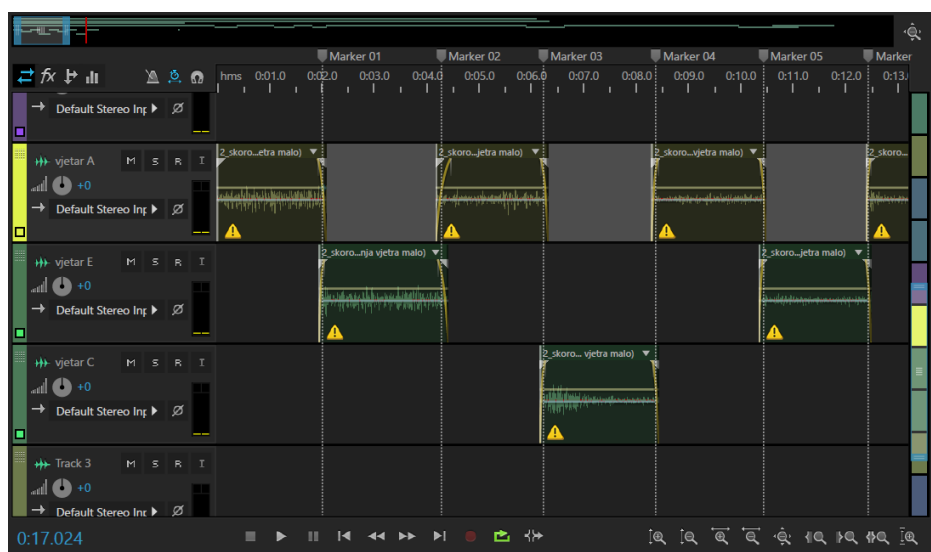 Marker 01 Marker 02 Marker 03 Marker 04 Marker 05 Marker
fx
hms 0:01.0 0:02.0 0:03.0 0:04.0 0:05.0 0:06.0 0:07.0 0:08.0 0:09.0 0:10.0 0:11.0 0:12.0 0:13.
Default Stereo Inp
2_skoro...etra malo) 2_skoro...jetra malo) 2_skoro...vjetra malo) 2_skoro...
vjetar A M S R I
+0
Default Stereo Inp
2_skoro...nja vjetra malo) 2_skoro...jetra malo)
vjetar E M S R I
+0
Default Stereo Inp
2_skoro... vjetra malo)
vjetar C M S R I
+0
Default Stereo Inp
Track 3 M S R I
+0
Default Stereo Inp
0:17.024